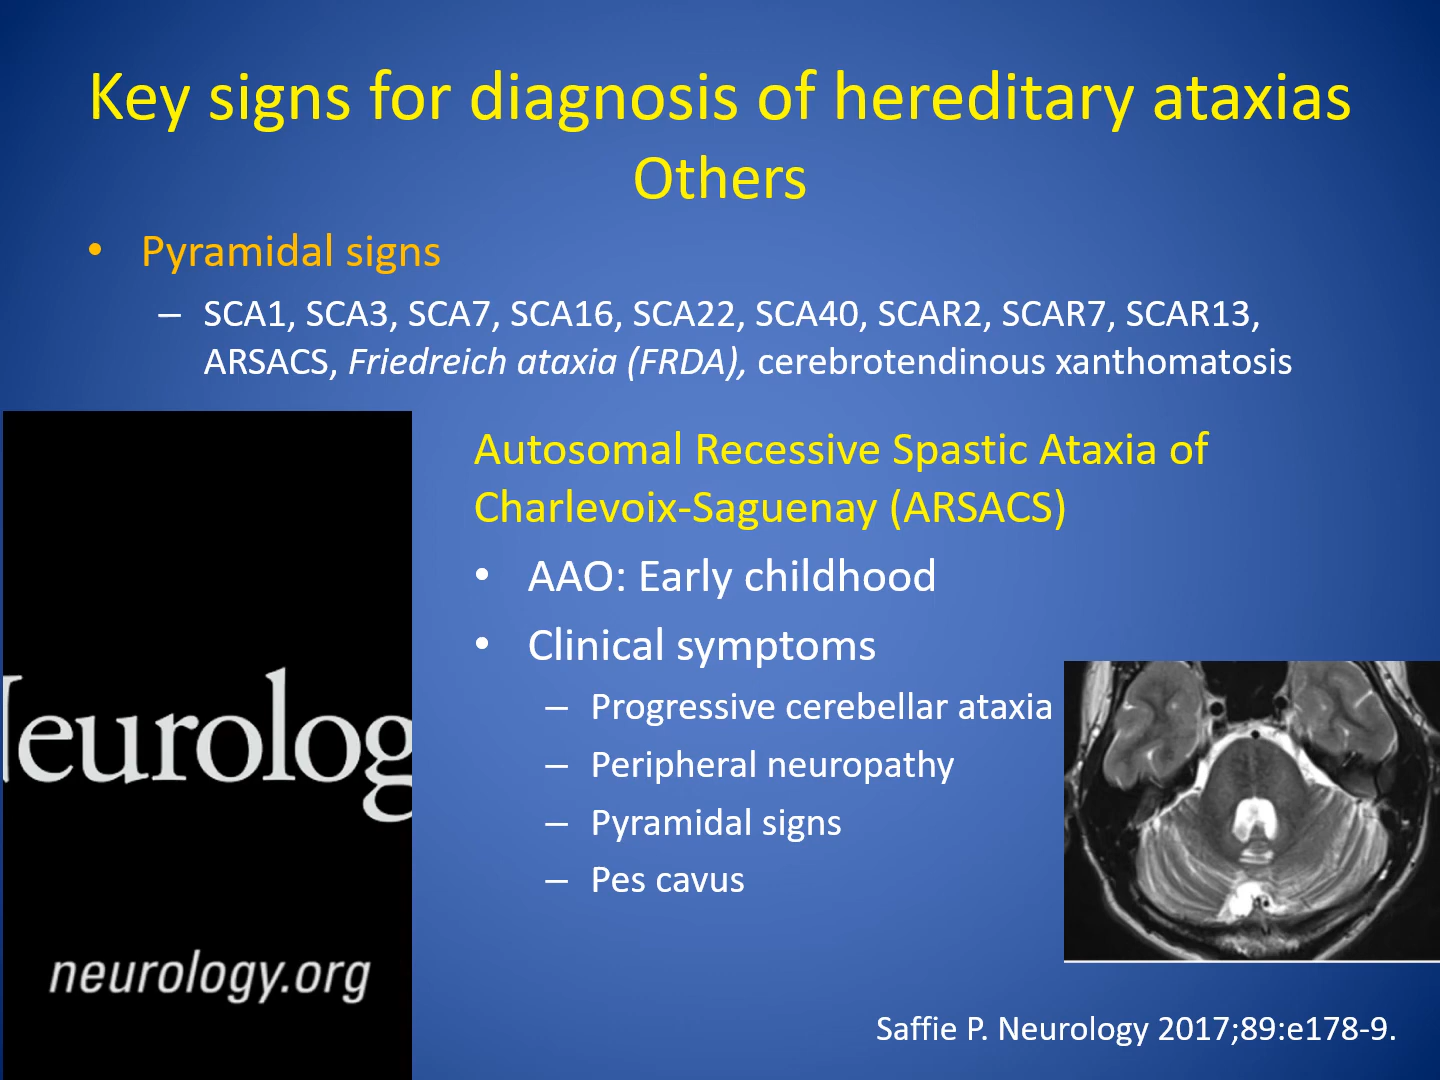 Key signs for diagnosis of hereditary ataxias
Others
• Pyramidal signs
– SCA1, SCA3, SCA7, SCA16, SCA22, SCA40, SCAR2, SCAR7, SCAR13,
ARSACS, Friedreich ataxia (FRDA), cerebrotendinous xanthomatosis
eurolog
neurology.org
Autosomal Recessive Spastic Ataxia of
Charlevoix-Saguenay (ARSACS)
• AAO: Early childhood
• Clinical symptoms
– Progressive cerebellar ataxia
– Peripheral neuropathy
– Pyramidal signs
– Pes cavus
Saffie P. Neurology 2017;89:e178-9.